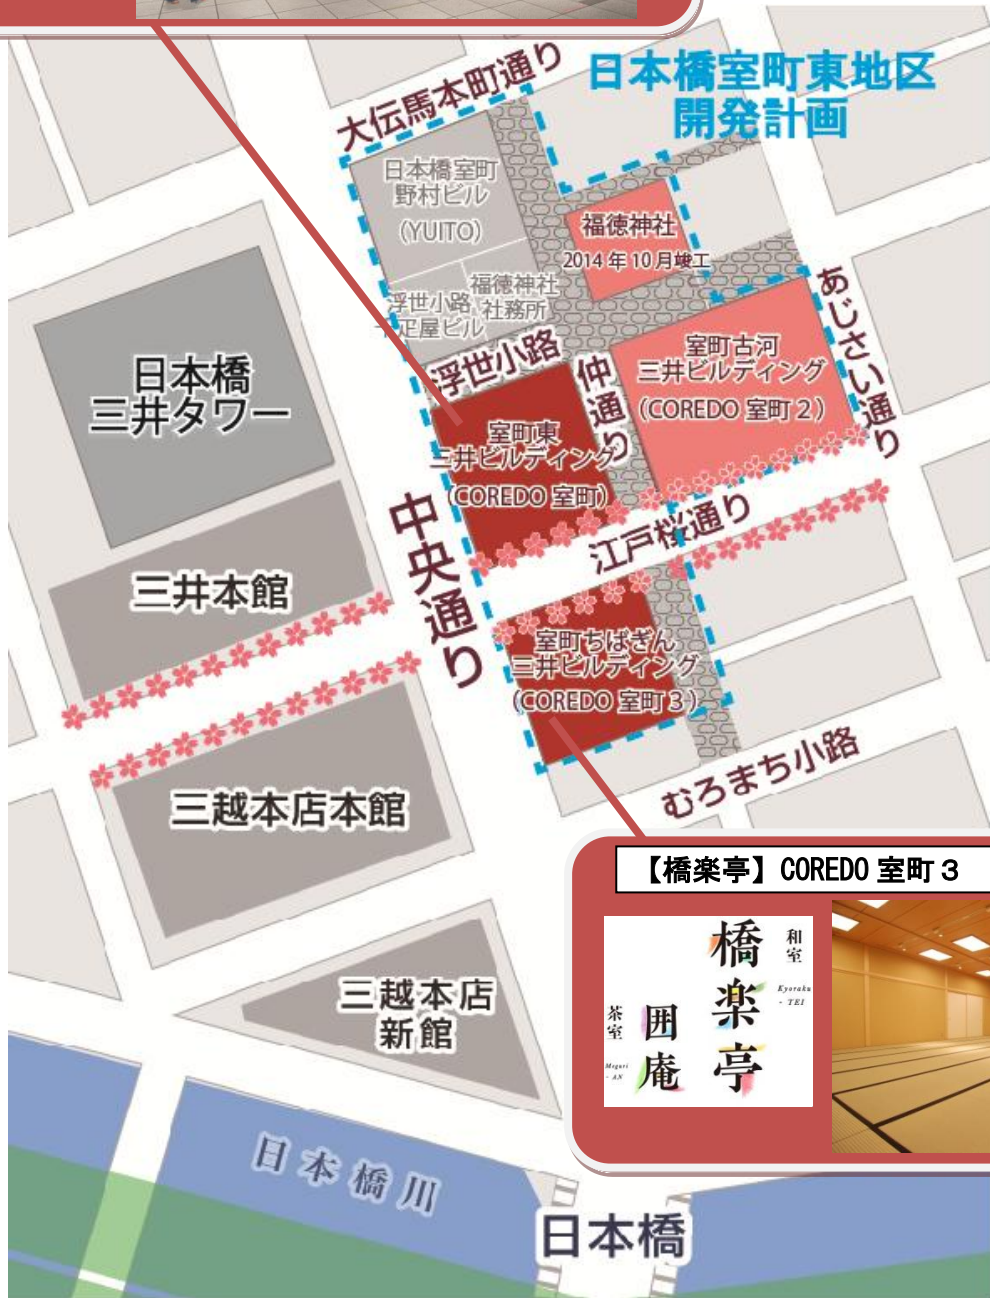 日本橋室町東地区
開発計画
大伝馬本町通り
日本橋室町
野村ビル
(YUITO)
福徳神社
2014年10月竣工
福徳神社
社務所
浮世小路
千疋屋ビル
あじさい通り
浮世小路
仲通り
室町古河
三井ビルディング
(COREDO 室町2)
日本橋
三井タワー
室町東
三井ビルディング
(COREDO 室町)
中央通り
江戸桜通り
三井本館
室町ちばぎん
三井ビルディング
(COREDO 室町3)
むろまち小路
三越本店本館
【橋楽亭】COREDO 室町3
和室
Kyoraku
- TEI
橋楽亭
囲庵
茶室
Meguri
- AN
三越本店
新館
日本橋川
日本橋